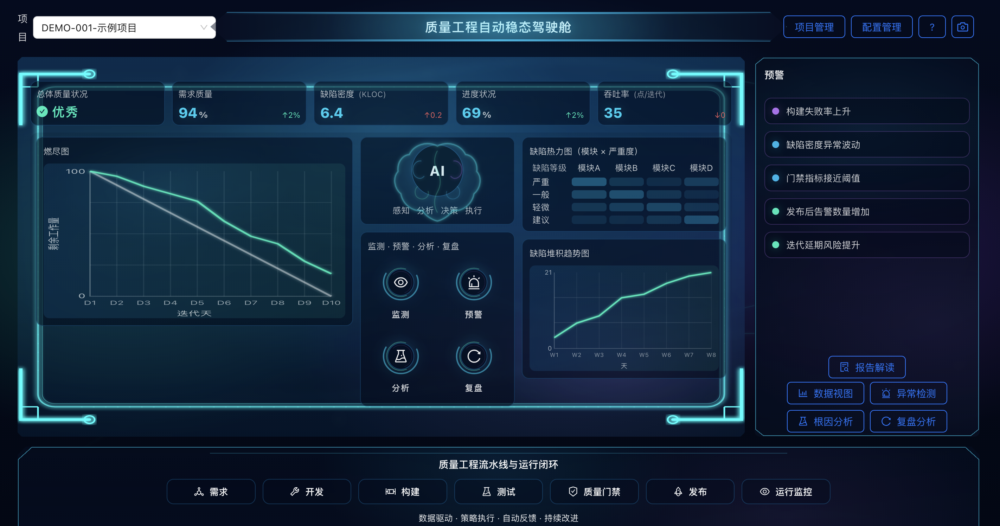 项
目
DEMO-001-示例项目
质量工程自动稳态驾驶舱
项目管理
配置管理
?
总体质量状况
优秀
需求质量
94 %
↑2%
缺陷密度 (KLOC)
6.4
↑0.2
进度状况
69 %
↑2%
吞吐率 (点/迭代)
35
↓0
燃尽图
100
剩余工作量
0
D1 D2 D3 D4 D5 D6 D7 D8 D9 D10
迭代天
AI
感知 分析 决策 执行
监测 · 预警 · 分析 · 复盘
监测
预警
分析
复盘
缺陷热力图（模块 × 严重度）
缺陷等级 模块A 模块B 模块C 模块D
严重
一般
轻微
建议
缺陷堆积趋势图
21
0
W1 W2 W3 W4 W5 W6 W7 W8
天
预警
构建失败率上升
缺陷密度异常波动
门禁指标接近阈值
发布后告警数量增加
迭代延期风险提升
报告解读
数据视图
异常检测
根因分析
复盘分析
质量工程流水线与运行闭环
需求
开发
构建
测试
质量门禁
发布
运行监控
数据驱动 · 策略执行 · 自动反馈 · 持续改进